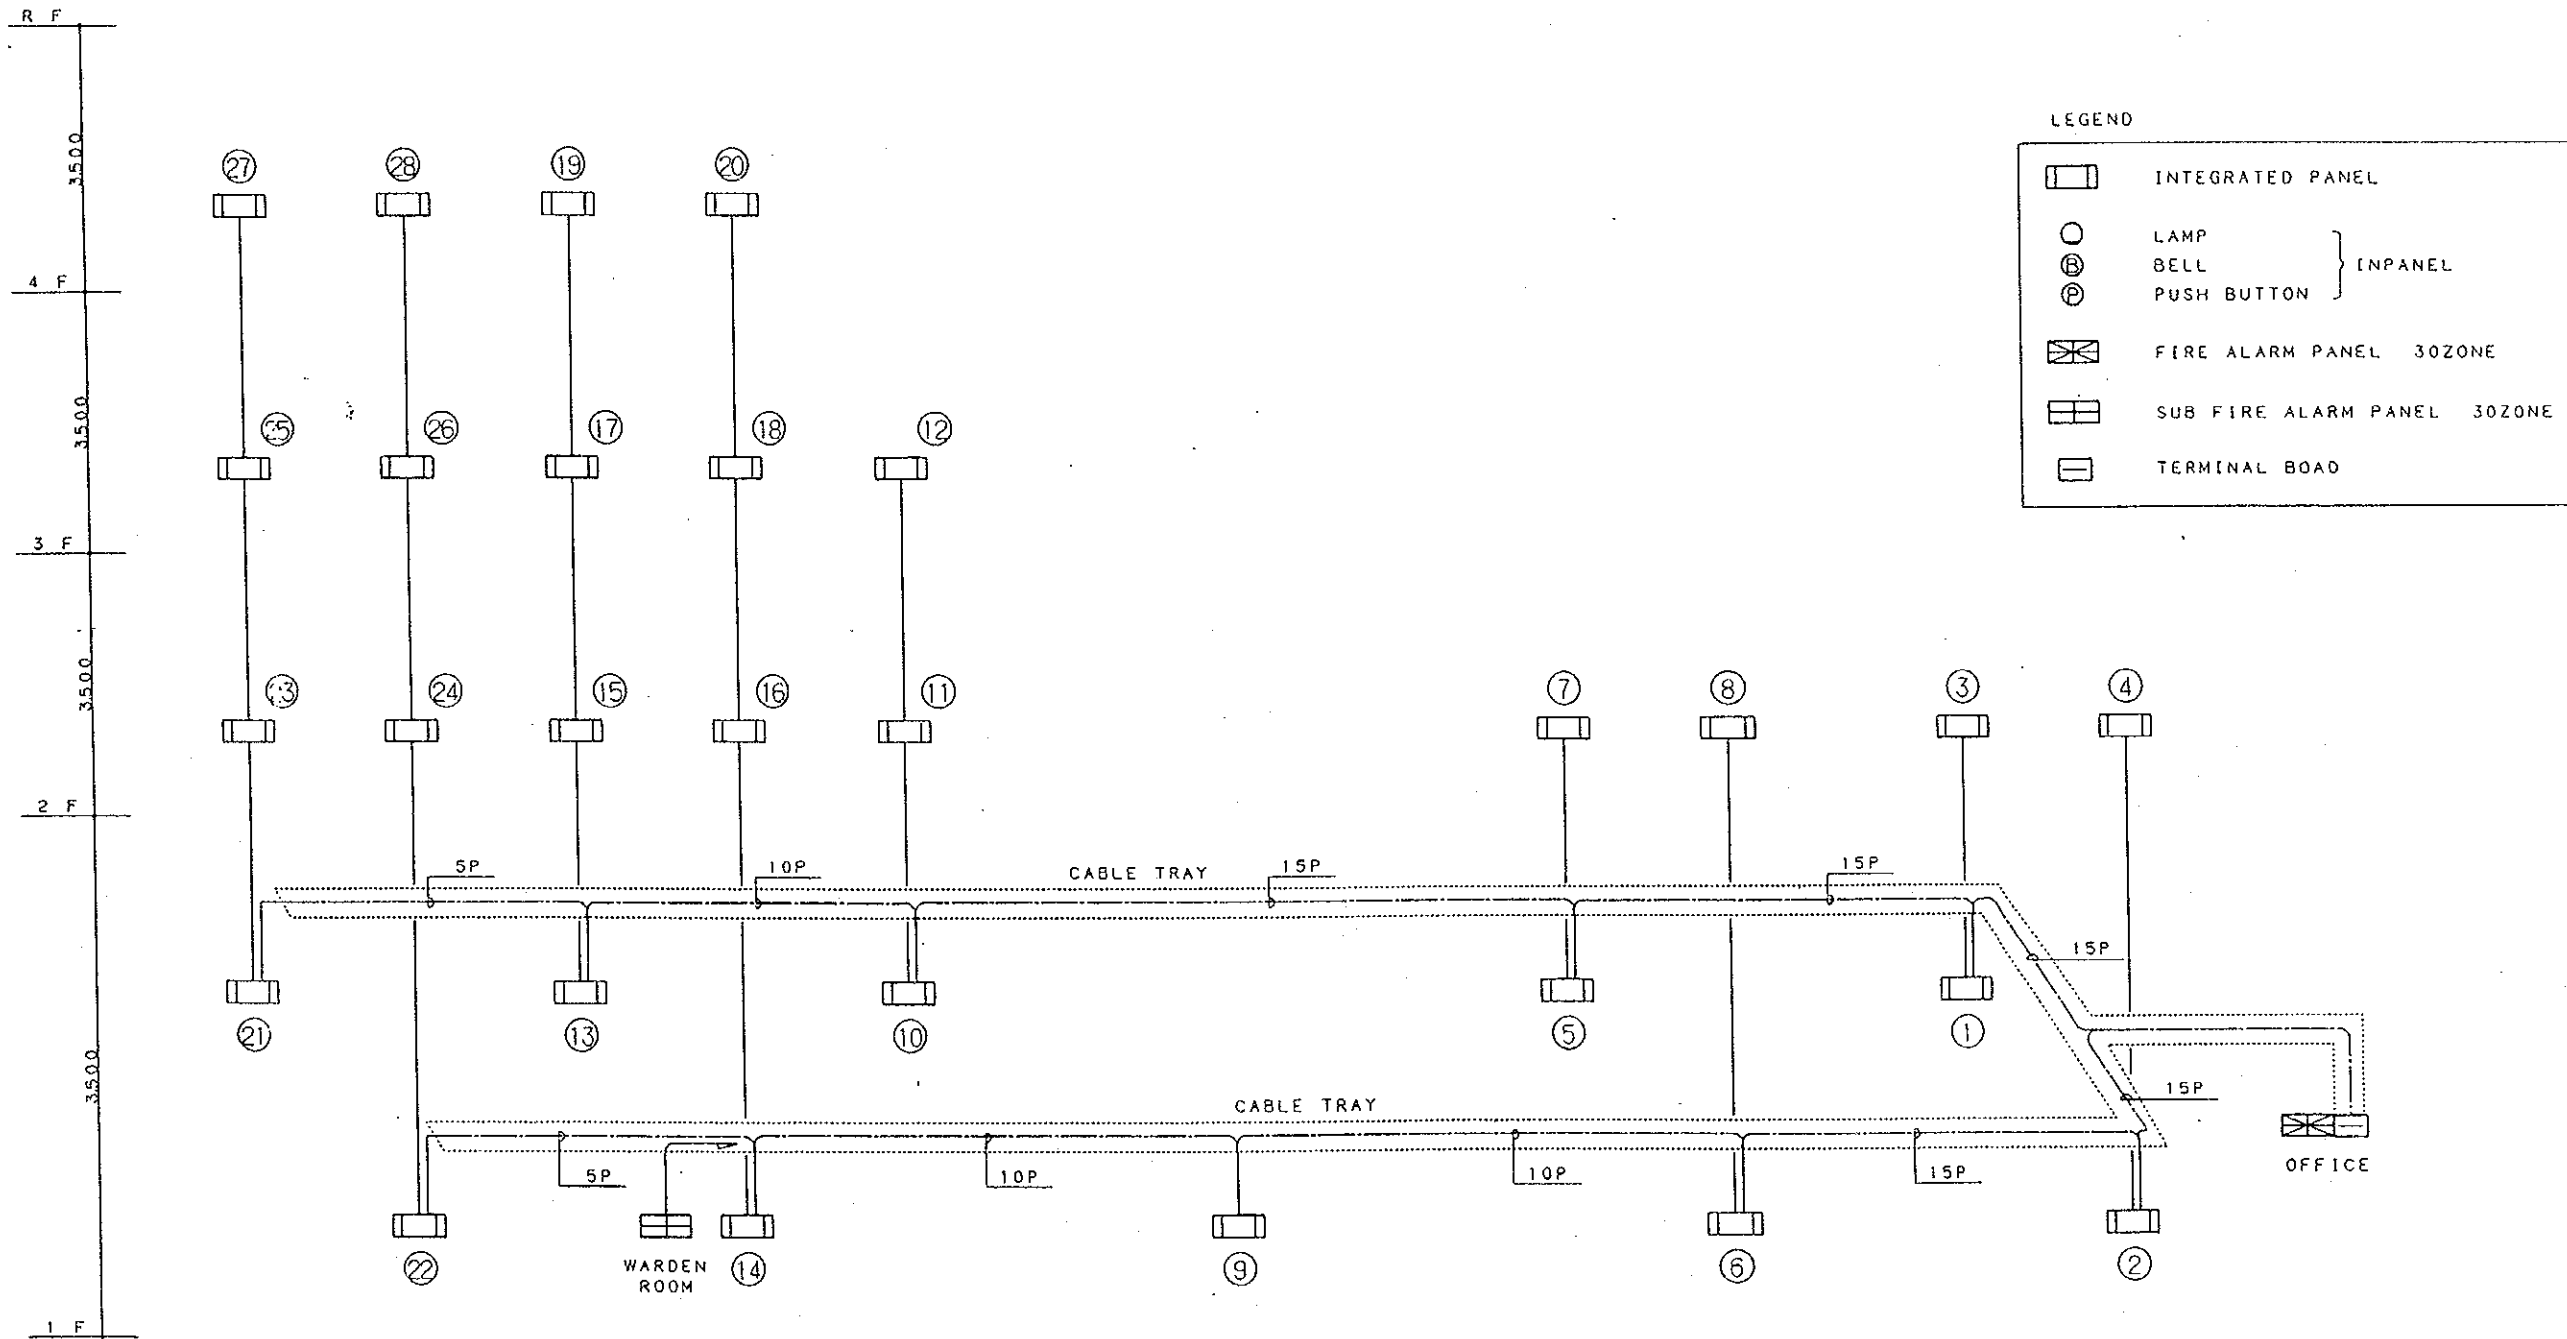 R F
LEGEND
3500
27
28
19
20
INTEGRATED PANEL
LAMP
B BELL
INPANEL
P PUSH BUTTON
4 F
FIRE ALARM PANEL 30ZONE
3500
25
26
17
18
12
SUB FIRE ALARM PANEL 30ZONE
TERMINAL BOAD
3 F
3500
23
24
15
16
11
7
8
3
4
2 F
5P
10P
CABLE TRAY
15P
15P
15P
21
13
10
5
1
3500
15P
CABLE TRAY
5P
10P
10P
15P
OFFICE
22
WARDEN
ROOM
14
9
6
2
1 F